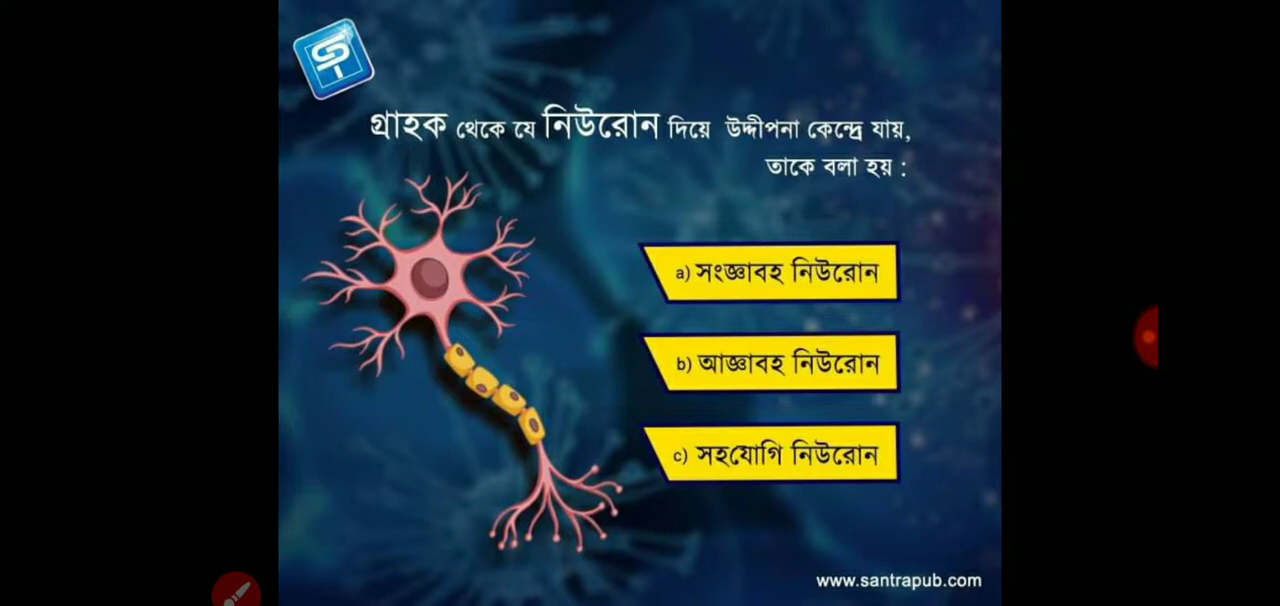 গ্রাহক থেকে যে নিউরোন দিয়ে উদ্দীপনা কেন্দ্রে যায়,
তাকে বলা হয় :
a) সংজ্ঞাবহ নিউরোন
b) আজ্ঞাবহ নিউরোন
c) সহযোগি নিউরোন
www.santrapub.com